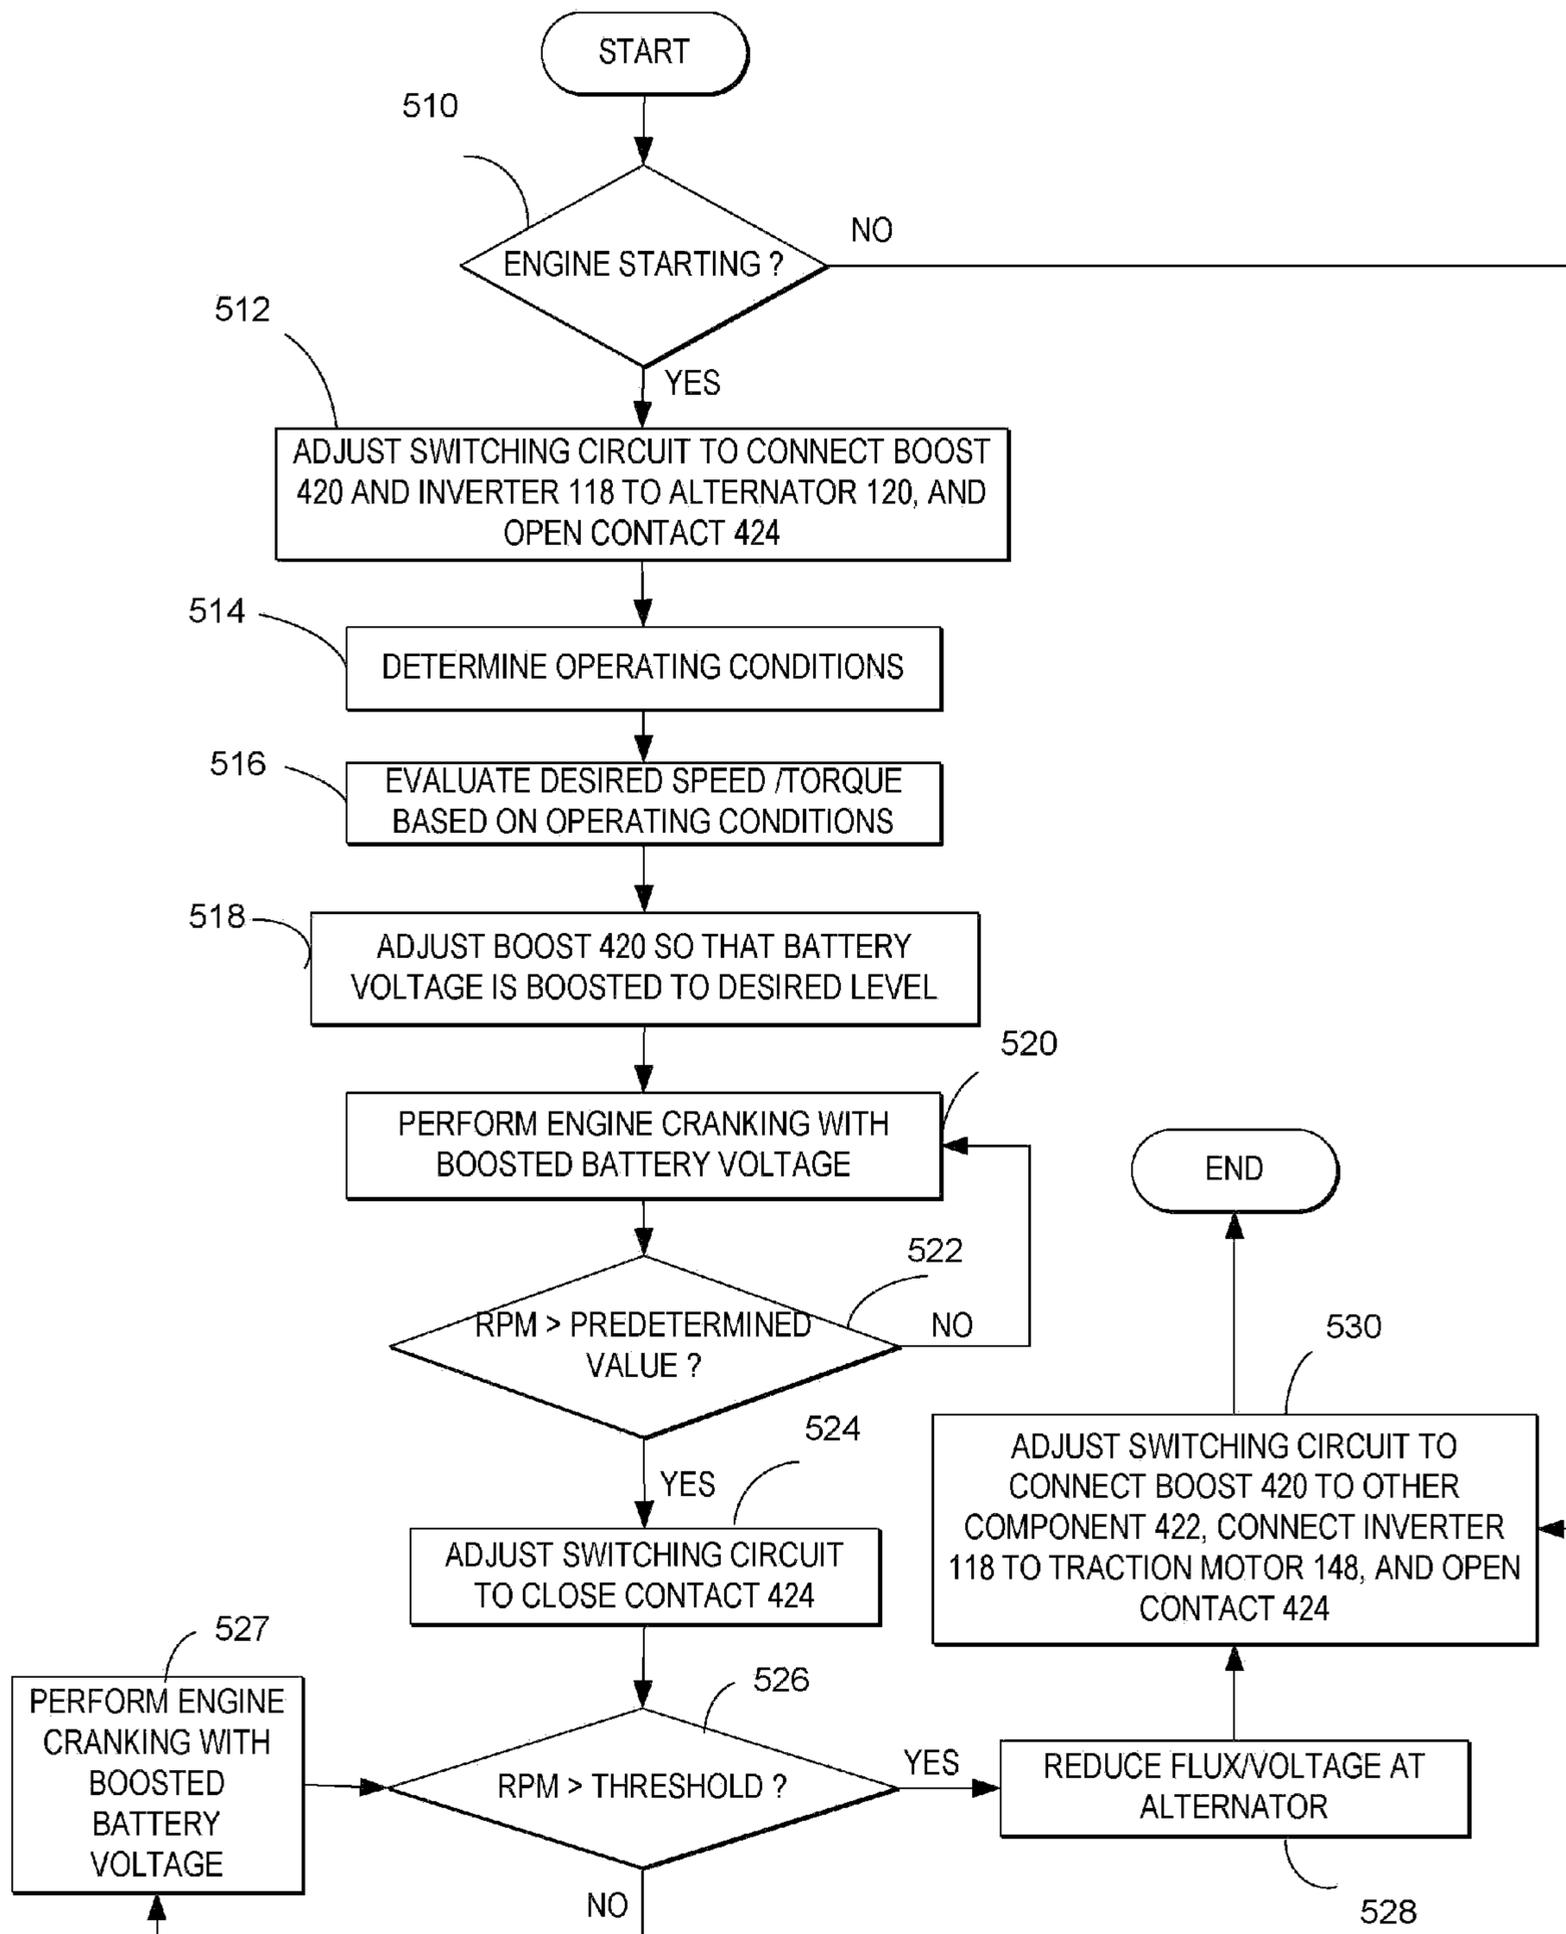 START
510
ENGINE STARTING ?
NO
512
YES
ADJUST SWITCHING CIRCUIT TO CONNECT BOOST
420 AND INVERTER 118 TO ALTERNATOR 120, AND
OPEN CONTACT 424
514
DETERMINE OPERATING CONDITIONS
516
EVALUATE DESIRED SPEED /TORQUE
BASED ON OPERATING CONDITIONS
518
ADJUST BOOST 420 SO THAT BATTERY
VOLTAGE IS BOOSTED TO DESIRED LEVEL
520
PERFORM ENGINE CRANKING WITH
BOOSTED BATTERY VOLTAGE
END
522
RPM > PREDETERMINED
VALUE ?
NO
530
524
YES
ADJUST SWITCHING CIRCUIT
TO CLOSE CONTACT 424
ADJUST SWITCHING CIRCUIT TO
CONNECT BOOST 420 TO OTHER
COMPONENT 422, CONNECT INVERTER
118 TO TRACTION MOTOR 148, AND OPEN
CONTACT 424
527
PERFORM ENGINE
CRANKING WITH
BOOSTED
BATTERY
VOLTAGE
526
RPM > THRESHOLD ?
YES
REDUCE FLUX/VOLTAGE AT
ALTERNATOR
NO
528